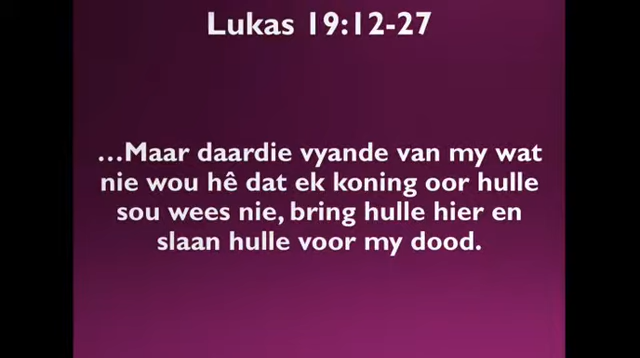 Lukas 19:12-27
...Maar daardie vyande van my wat
nie wou hê dat ek koning oor hulle
sou wees nie, bring hulle hier en
slaan hulle voor my dood.